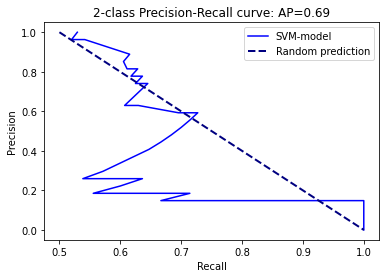 2-class Precision-Recall curve: AP=0.69
SVM-model
Random prediction
1.0
0.8
0.6
0.4
0.2
0.0
Precision
0.5
0.6
0.7
0.8
0.9
1.0
Recall